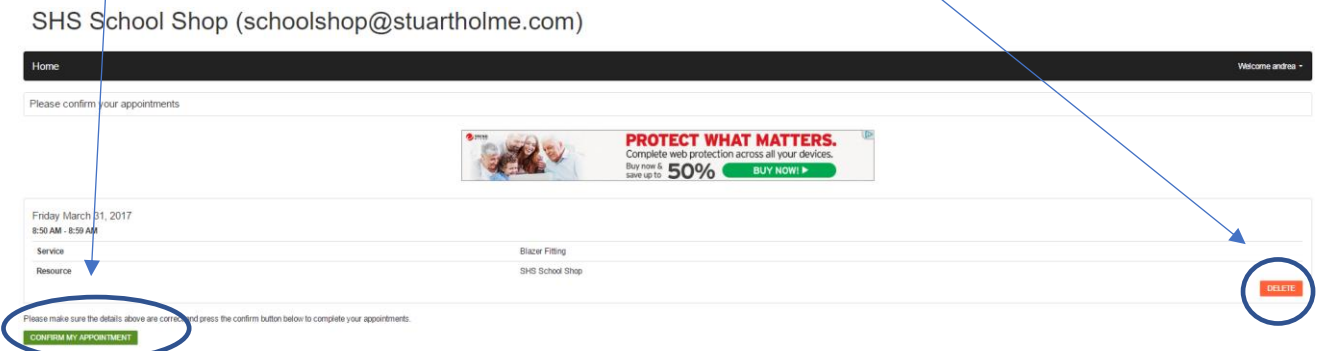 SHS School Shop (schoolshop@stuartholme.com)
Home Welcome andrea
Please confirm your appointments
PROTECT WHAT MATTERS.
Complete web protection across all your devices.
Buy now & save up to 50% BUY NOW!
Friday March 31, 2017
8:50 AM - 8:59 AM
Service Blazer Fitting
Resource SHS School Shop
DELETE
Please make sure the details above are correct and press the confirm button below to complete your appointments.
CONFIRM MY APPOINTMENT